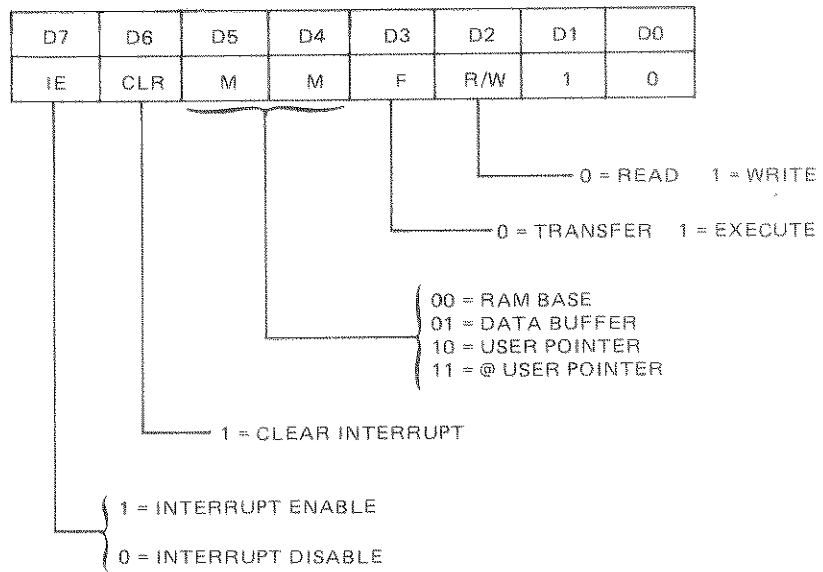 D7 D6 D5 D4 D3 D2 D1 D0
IE CLR M M F R/W 1 0
0 = READ 1 = WRITE
0 = TRANSFER 1 = EXECUTE
00 = RAM BASE
01 = DATA BUFFER
10 = USER POINTER
11 = @ USER POINTER
1 = CLEAR INTERRUPT
1 = INTERRUPT ENABLE
0 = INTERRUPT DISABLE